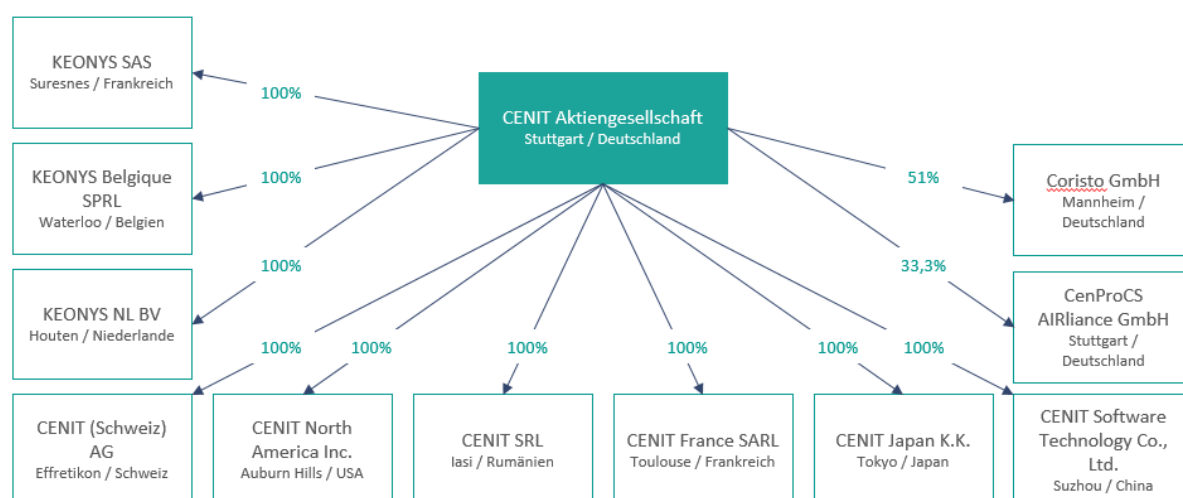 KEONYS SAS
Suresnes / Frankreich
100%
CENIT Aktiengesellschaft
Stuttgart / Deutschland
KEONYS Belgique
SPRL
Waterloo / Belgien
100%
51%
Coristo GmbH
Mannheim /
Deutschland
KEONYS NL BV
Houten / Niederlande
100%
33,3%
CenProCS
AIRliance GmbH
Stuttgart /
Deutschland
100%
100%
100%
100%
100%
100%
CENIT (Schweiz)
AG
Effretikon / Schweiz
CENIT North
America Inc.
Auburn Hills / USA
CENIT SRL
Iasi / Rumänien
CENIT France SARL
Toulouse / Frankreich
CENIT Japan K.K.
Tokyo / Japan
CENIT Software
Technology Co.,
Ltd.
Suzhou / China